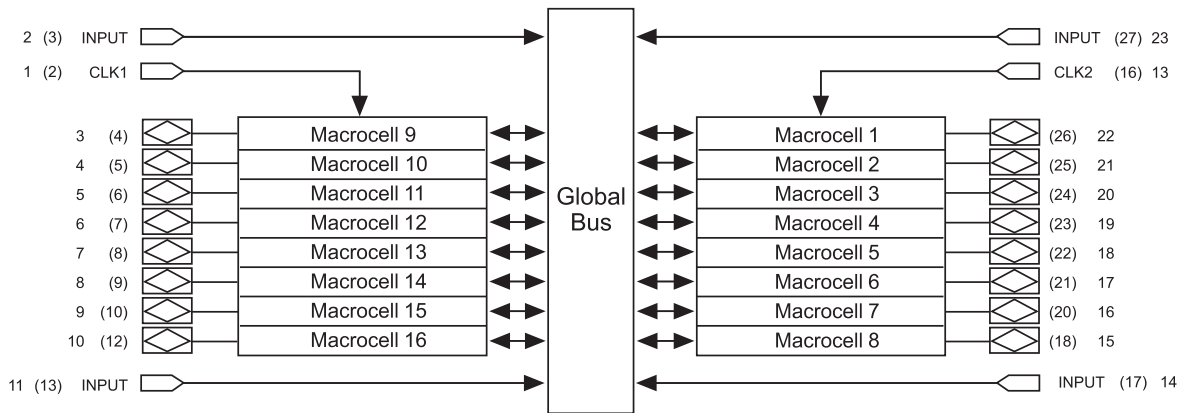 2 (3) INPUT
INPUT (27) 23
1 (2) CLK1
CLK2 (16) 13
3 (4) Macrocell 9
Macrocell 1 (26) 22
4 (5) Macrocell 10
Macrocell 2 (25) 21
5 (6) Macrocell 11
Macrocell 3 (24) 20
6 (7) Macrocell 12
Macrocell 4 (23) 19
7 (8) Macrocell 13
Macrocell 5 (22) 18
8 (9) Macrocell 14
Macrocell 6 (21) 17
9 (10) Macrocell 15
Macrocell 7 (20) 16
10 (12) Macrocell 16
Macrocell 8 (18) 15
Global
Bus
11 (13) INPUT
INPUT (17) 14